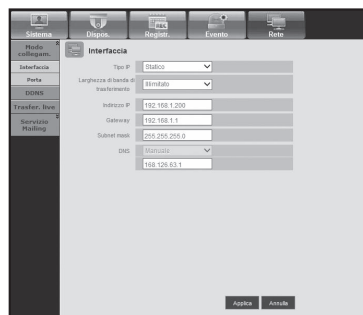 Sistema Dispos. Registr. Evento Rete
Modo collegam.
Interfaccia
Porta
DDNS
Trasfer. live
Servizio Mailing
Interfaccia
Tipo IP Statico
Larghezza di banda di trasferimento Illimitato
Indirizzo IP 192.168.1.200
Gateway 192.168.1.1
Subnet mask 255.255.255.0
DNS Manuale
168.126.63.1
Applica Annulla